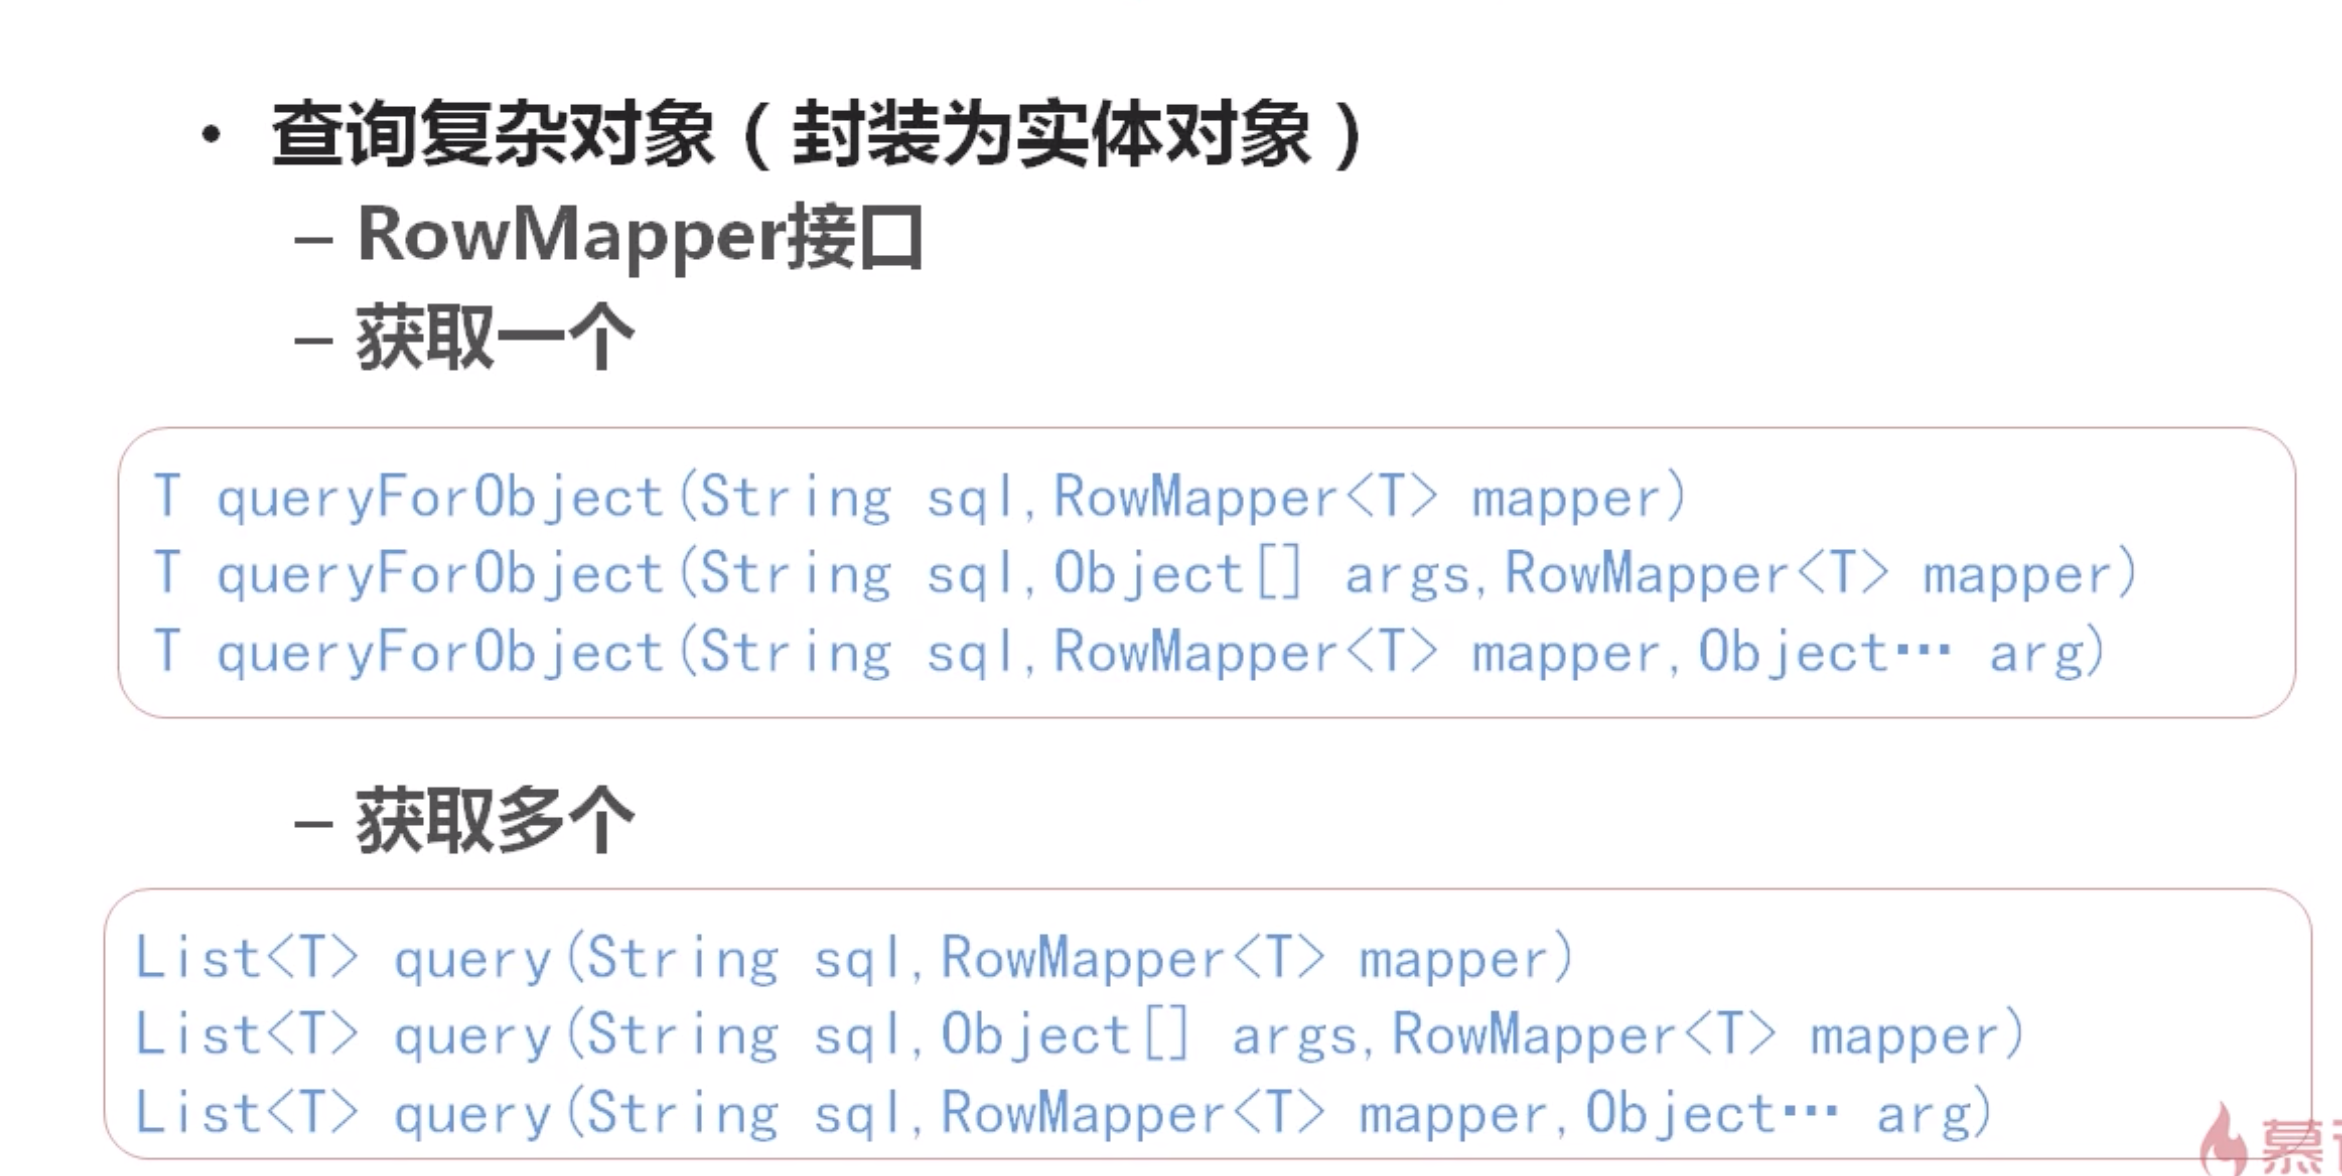 • 查询复杂对象（封装为实体对象）
– RowMapper接口
– 获取一个
T queryForObject(String sql,RowMapper<T> mapper)
T queryForObject(String sql,Object[] args,RowMapper<T> mapper)
T queryForObject(String sql,RowMapper<T> mapper,Object… arg)
– 获取多个
List<T> query(String sql,RowMapper<T> mapper)
List<T> query(String sql,Object[] args,RowMapper<T> mapper)
List<T> query(String sql,RowMapper<T> mapper,Object… arg)
慕